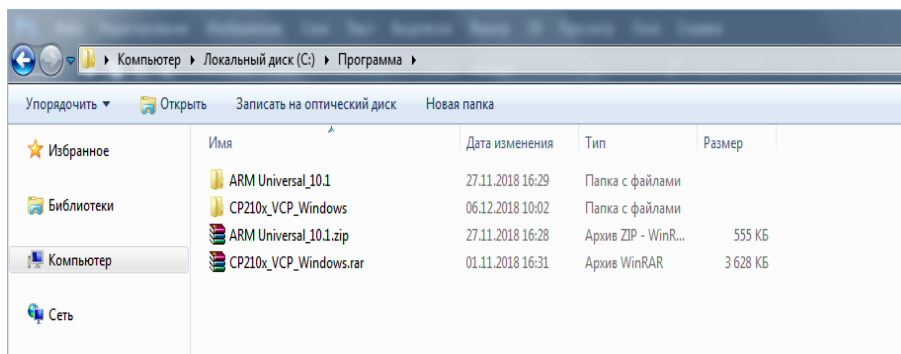 Компьютер Локальный диск (C:) Программа
Упорядочить Открыть Записать на оптический диск Новая папка
Имя Дата изменения Тип Размер
Избранное
ARM Universal_10.1 27.11.2018 16:29 Папка с файлами
Библиотеки
CP210x_VCP_Windows 06.12.2018 10:02 Папка с файлами
ARM Universal_10.1.zip 27.11.2018 16:28 Архив ZIP - WinR... 555 КБ
Компьютер
CP210x_VCP_Windows.rar 01.11.2018 16:31 Архив WinRAR 3 628 КБ
Сеть